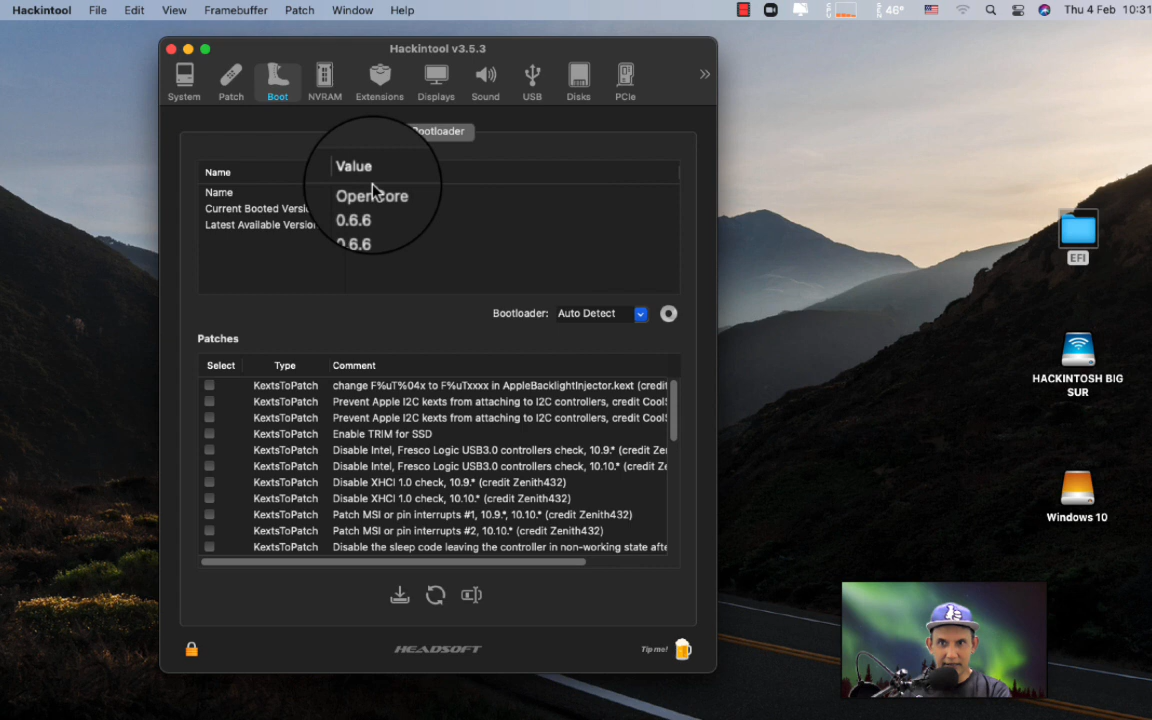 Hackintool File Edit View Framebuffer Patch Window Help 46° Thu 4 Feb 10:31
Hackintool v3.5.3
System Patch Boot NVRAM Extensions Displays Sound USB Disks PCIe
Bootloader
Name Value
Name OpenCore
Current Booted Versi 0.6.6
Latest Available Version 0.6.6
Bootloader: Auto Detect
Patches
Select Type Comment
KextsToPatch change F%uT%04x to F%uTxxxx in AppleBacklightInjector.kext (credit
KextsToPatch Prevent Apple I2C kexts from attaching to I2C controllers, credit CoolS
KextsToPatch Prevent Apple I2C kexts from attaching to I2C controllers, credit CoolS
KextsToPatch Enable TRIM for SSD
KextsToPatch Disable Intel, Fresco Logic USB3.0 controllers check, 10.9.* (credit Ze
KextsToPatch Disable Intel, Fresco Logic USB3.0 controllers check, 10.10.* (credit Z
KextsToPatch Disable XHCI 1.0 check, 10.9.* (credit Zenith432)
KextsToPatch Disable XHCI 1.0 check, 10.10.* (credit Zenith432)
KextsToPatch Patch MSI or pin interrupts #1, 10.9.*, 10.10.* (credit Zenith432)
KextsToPatch Patch MSI or pin interrupts #2, 10.10.* (credit Zenith432)
KextsToPatch Disable the sleep code leaving the controller in non-working state afte
HEADSOFT
Tip me!
EFI
HACKINTOSH BIG
SUR
Windows 10